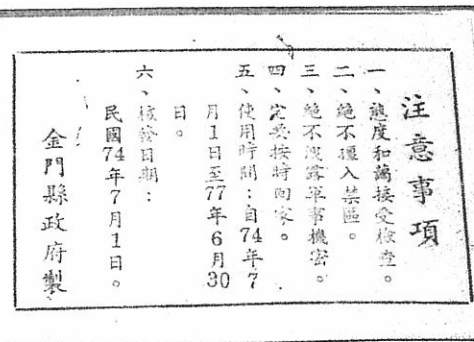 注意事項
一、態度和藹接受檢查。
二、絕不擅入禁區。
三、絕不洩露軍事機密。
四、定要按時回家。
五、使用時間：自74年7
月1日至77年6月30
日。
六、核發日期：
民國74年7月1日。
金門縣政府製